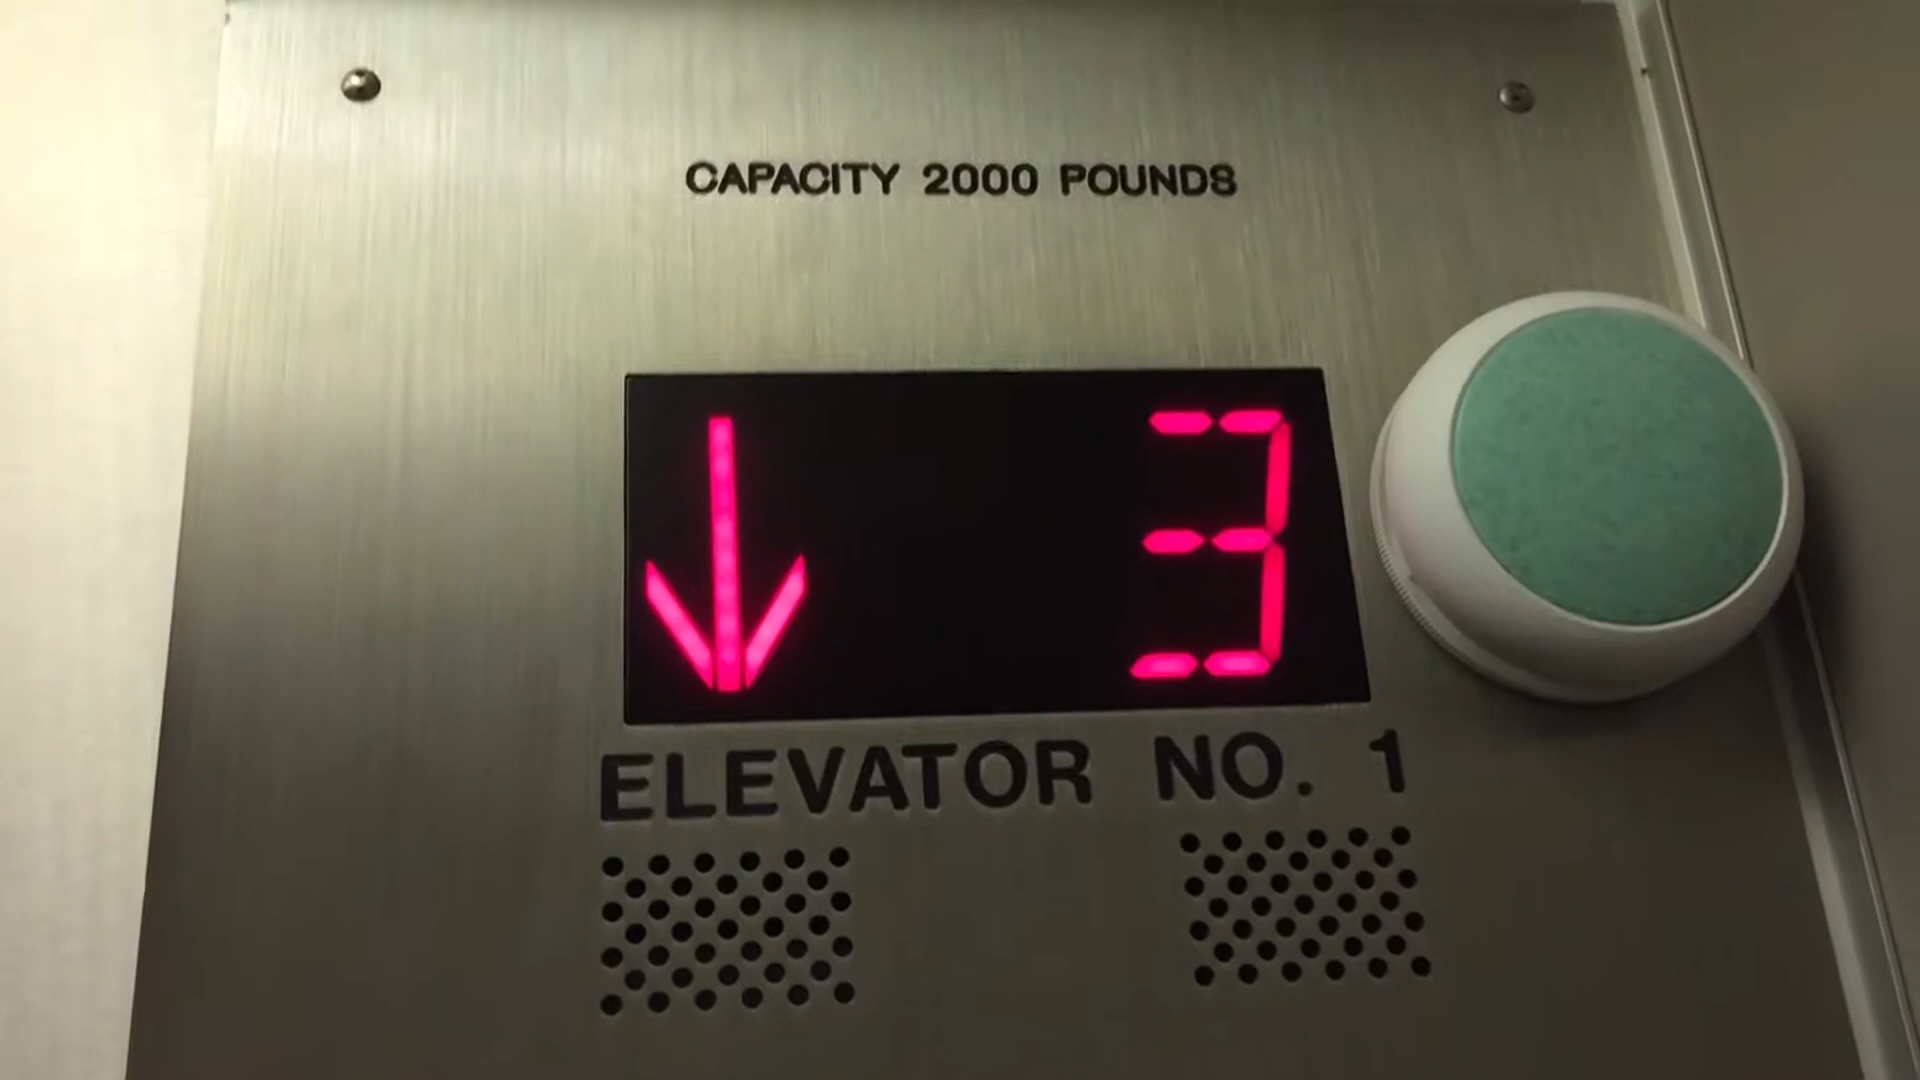 CAPACITY 2000 POUNDS
↓ 3
ELEVATOR NO. 1